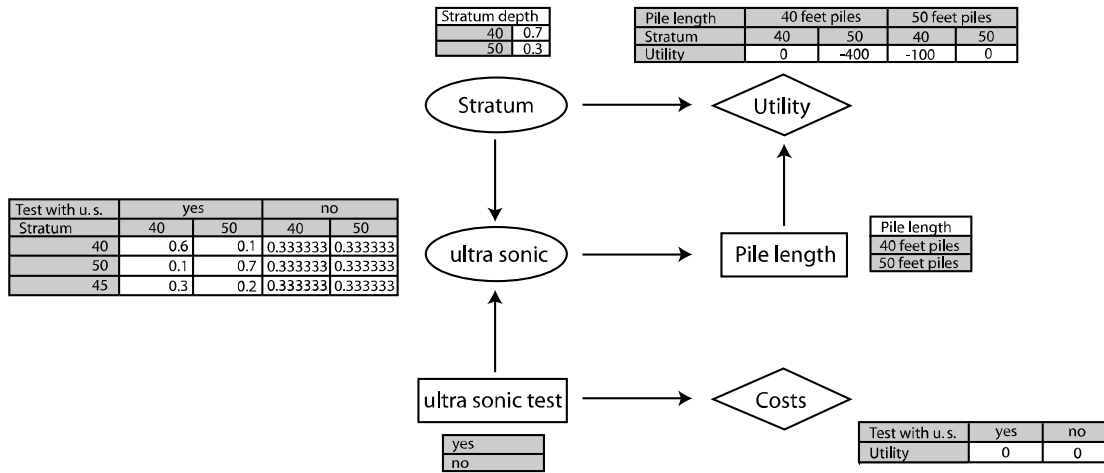 Stratum depth
40 0.7
50 0.3
Pile length 40 feet piles 50 feet piles
Stratum 40 50 40 50
Utility 0 -400 -100 0
Stratum
Utility
Test with u. s. yes no
Stratum 40 50 40 50
40 0.6 0.1 0.333333 0.333333
50 0.1 0.7 0.333333 0.333333
45 0.3 0.2 0.333333 0.333333
ultra sonic
Pile length
Pile length
40 feet piles
50 feet piles
ultra sonic test
Costs
yes
no
Test with u. s. yes no
Utility 0 0